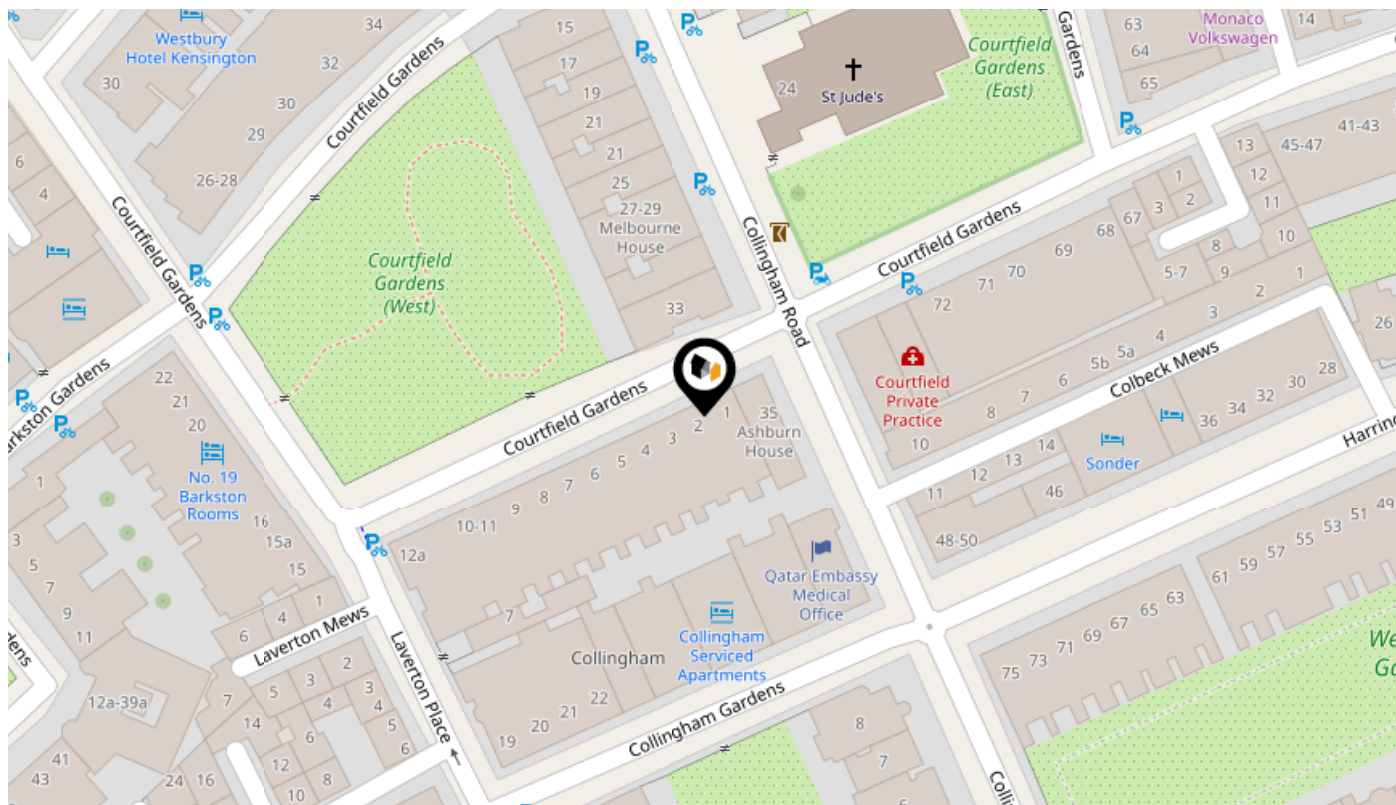 Westbury
Hotel Kensington
30
34
32
30
29
26-28
Courtfield Gardens
15
17
19
21
21
25
27-29
Melbourne
House
33
24
St Jude's
Courtfield
Gardens
(East)
Gardens
63
64
65
Monaco
Volkswagen
14
41-43
45-47
13
12
11
10
1
2
3
67
68
69
70
71
72
8
9
5-7
1
2
3
4
5a
5b
6
7
8
10
26
6
4
Courtfield Gardens
Courtfield
Gardens
(West)
Collingham Road
Courtfield Gardens
Courtfield
Private
Practice
Colbeck Mews
28
30
32
34
36
Sonder
14
13
12
11
46
48-50
Harrin
Barkston Gardens
22
21
20
No. 19
Barkston
Rooms
16
15a
15
Courtfield Gardens
1
2
3
4
5
6
7
8
9
10-11
12a
35
Ashburn
House
Qatar Embassy
Medical
Office
Collingham
Serviced
Apartments
Collingham
7
22
21
20
19
Collingham Gardens
1
3
5
7
9
11
12a-39a
41
43
dens
Laverton Mews
1
4
6
7
5
3
2
4
3
4
5
6
14
6
12
8
10
24
16
Laverton Place
8
7
6
Colli
49
51
53
55
57
59
61
63
65
67
69
71
73
75
We
Ga